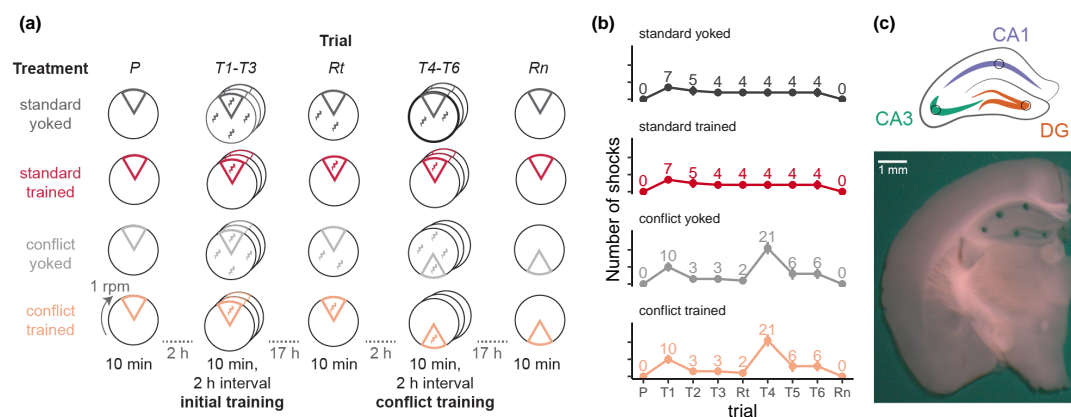 (a)
Trial
Treatment P T1-T3 Rt T4-T6 Rn
standard
yoked
standard
trained
conflict
yoked
1 rpm
conflict
trained
2 h 17 h 2 h 17 h
10 min 10 min, 10 min 10 min, 10 min
2 h interval 2 h interval
initial training conflict training
(b)
Number of shocks
standard yoked
0 7 5 4 4 4 4 4 0
standard trained
0 7 5 4 4 4 4 4 0
conflict yoked
0 10 3 3 2 21 6 6 0
conflict trained
0 10 3 3 2 21 6 6 0
P T1 T2 T3 Rt T4 T5 T6 Rn
trial
(c)
CA1
CA3
DG
1 mm